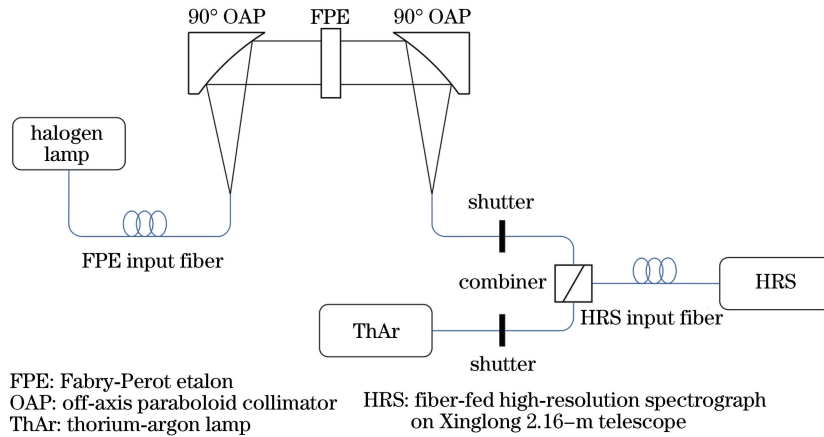 90° OAP
FPE
90° OAP
halogen
lamp
FPE input fiber
shutter
combiner
HRS
HRS input fiber
ThAr
shutter
FPE: Fabry-Perot etalon
OAP: off-axis paraboloid collimator
ThAr: thorium-argon lamp
HRS: fiber-fed high-resolution spectrograph
on Xinglong 2.16–m telescope